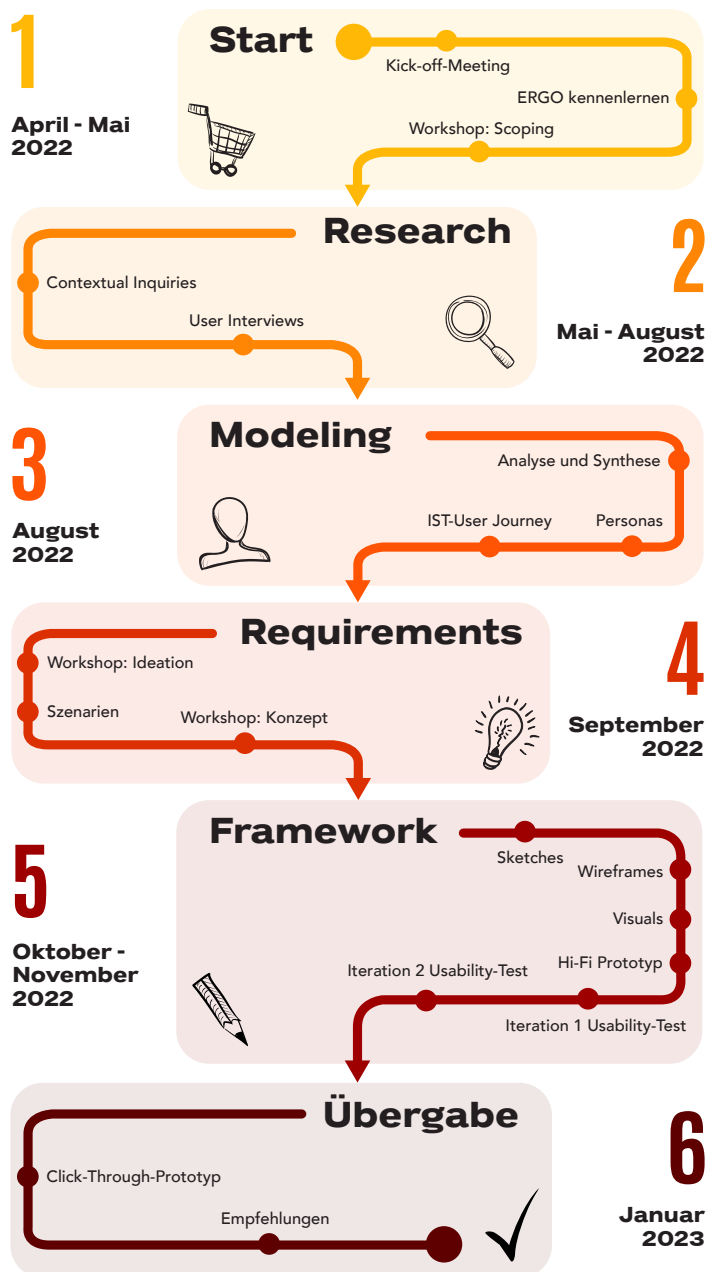 1
April - Mai
2022
Start
Kick-off-Meeting
ERGO kennenlernen
Workshop: Scoping
Research
2
Mai - August
2022
Contextual Inquiries
User Interviews
3
August
2022
Modeling
Analyse und Synthese
Personas
IST-User Journey
Requirements
4
September
2022
Workshop: Ideation
Szenarien
Workshop: Konzept
5
Oktober -
November
2022
Framework
Sketches
Wireframes
Visuals
Hi-Fi Prototyp
Iteration 1 Usability-Test
Iteration 2 Usability-Test
Übergabe
6
Januar
2023
Click-Through-Prototyp
Empfehlungen